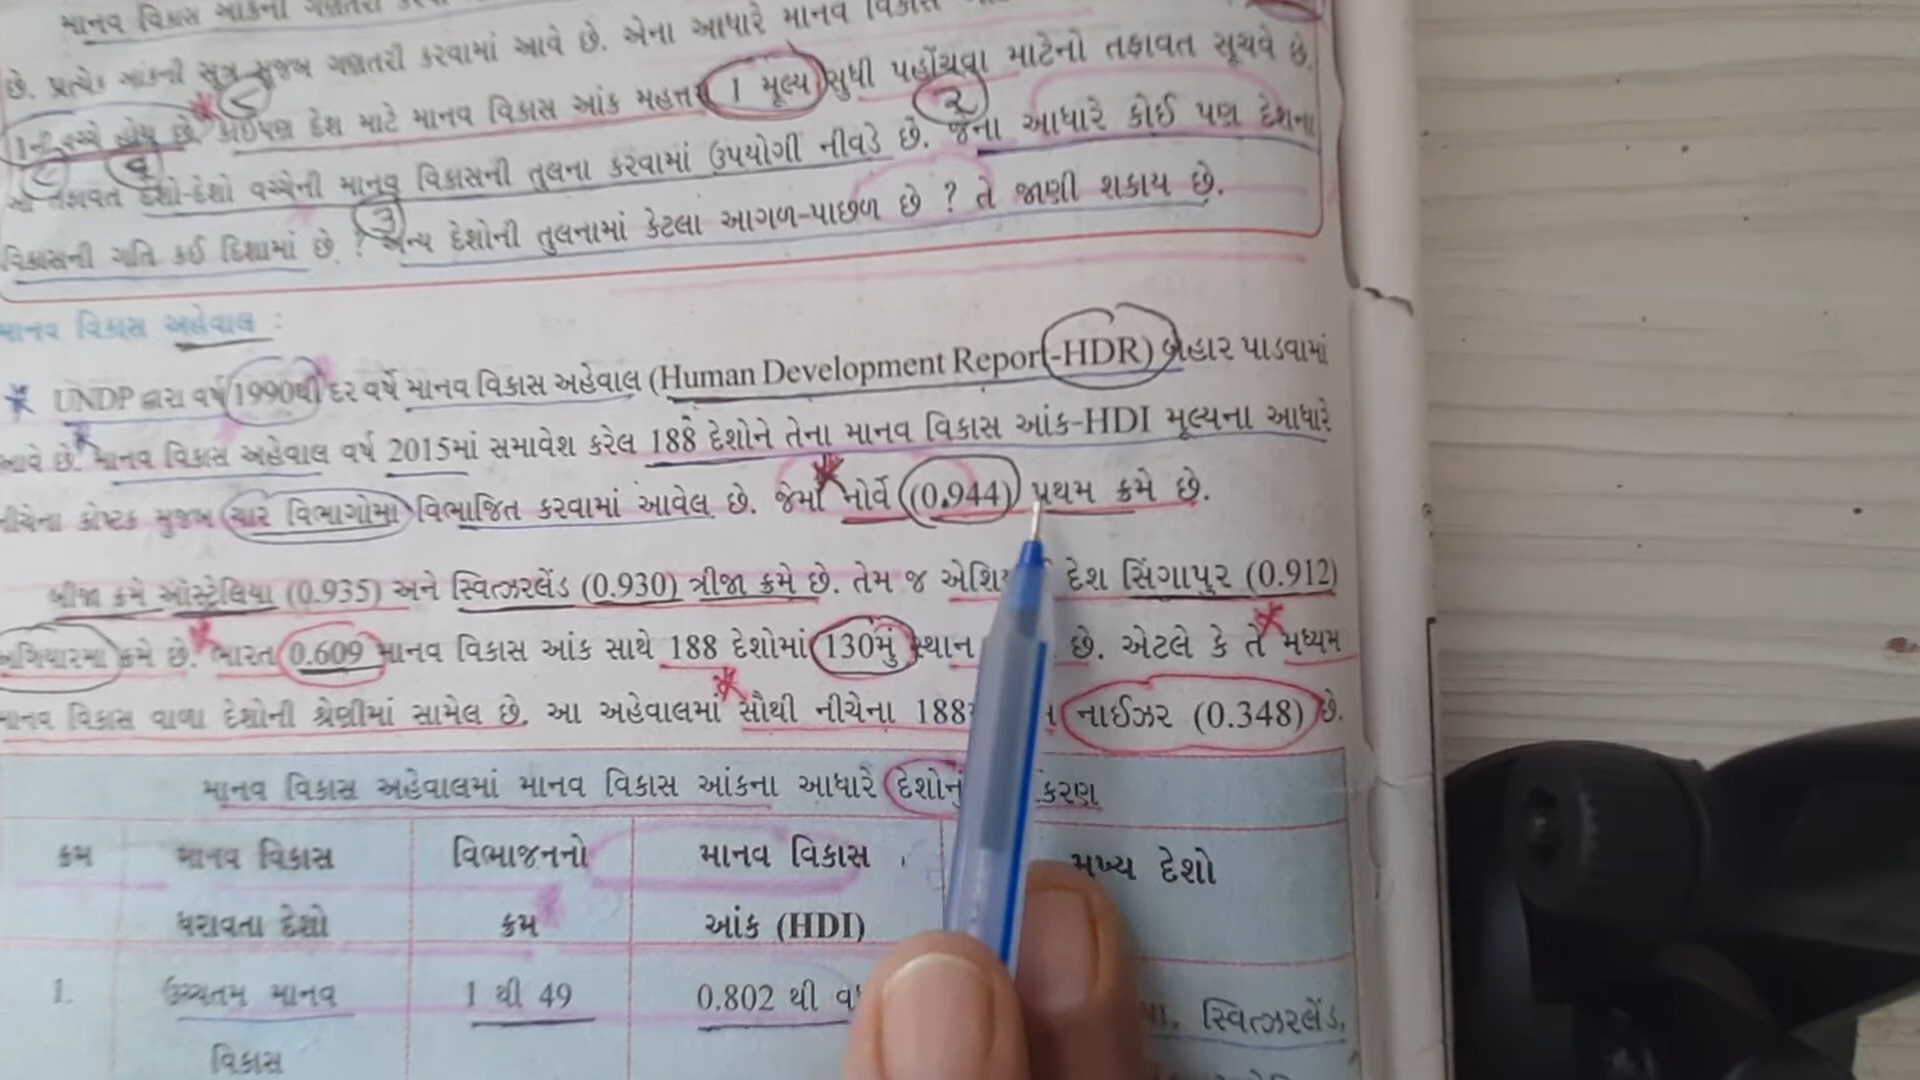 માનવ વિકાસ આંકની ગણતરી
છે. પ્રત્યેક આંકની સૂત્ર મુજબ ગણતરી કરવામાં આવે છે. એના આધારે માનવ વિકાસ
1ની વચ્ચે હોય છે. કોઈપણ દેશ માટે માનવ વિકાસ આંક મહત્તમ 1 મૂલ્ય સુધી પહોંચવા માટેનો તફાવત સૂચવે છે.
આ તફાવત દેશો-દેશો વચ્ચેની માનવ વિકાસની તુલના કરવામાં ઉપયોગી નીવડે છે. જેના આધારે કોઈ પણ દેશના
વિકાસની ગતિ કઈ દિશામાં છે ? અન્ય દેશોની તુલનામાં કેટલા આગળ-પાછળ છે ? તે જાણી શકાય છે.
માનવ વિકાસ અહેવાલ :
UNDP દ્વારા વર્ષ 1990થી દર વર્ષે માનવ વિકાસ અહેવાલ (Human Development Report-HDR) બહાર પાડવામાં
આવે છે. માનવ વિકાસ અહેવાલ વર્ષ 2015માં સમાવેશ કરેલ 188 દેશોને તેના માનવ વિકાસ આંક-HDI મૂલ્યના આધારે
નીચેના કોષ્ટક મુજબ ચાર વિભાગોમાં વિભાજિત કરવામાં આવેલ છે. જેમાં નોર્વે (0.944) પ્રથમ ક્રમે છે.
બીજા ક્રમે ઑસ્ટ્રેલિયા (0.935) અને સ્વિત્ઝરલેંડ (0.930) ત્રીજા ક્રમે છે. તેમ જ દેશ સિંગાપુર (0.912)
અગિયારમા ક્રમે છે. ભારત 0.609 માનવ વિકાસ આંક સાથે 188 દેશોમાં 130મું સ્થાન છે. એટલે કે તે મધ્યમ
માનવ વિકાસ વાળા દેશોની શ્રેણીમાં સામેલ છે. આ અહેવાલમાં સૌથી નીચેના 188 નાઈઝર (0.348) છે.
માનવ વિકાસ અહેવાલમાં માનવ વિકાસ આંકના આધારે દેશોનું
ક્રમ માનવ વિકાસ વિભાજનનો માનવ વિકાસ મુખ્ય દેશો
ધરાવતા દેશો ક્રમ આંક (HDI)
1. ઉચ્ચતમ માનવ 1 થી 49 0.802 થી સ્વિત્ઝરલેંડ,
વિકાસ